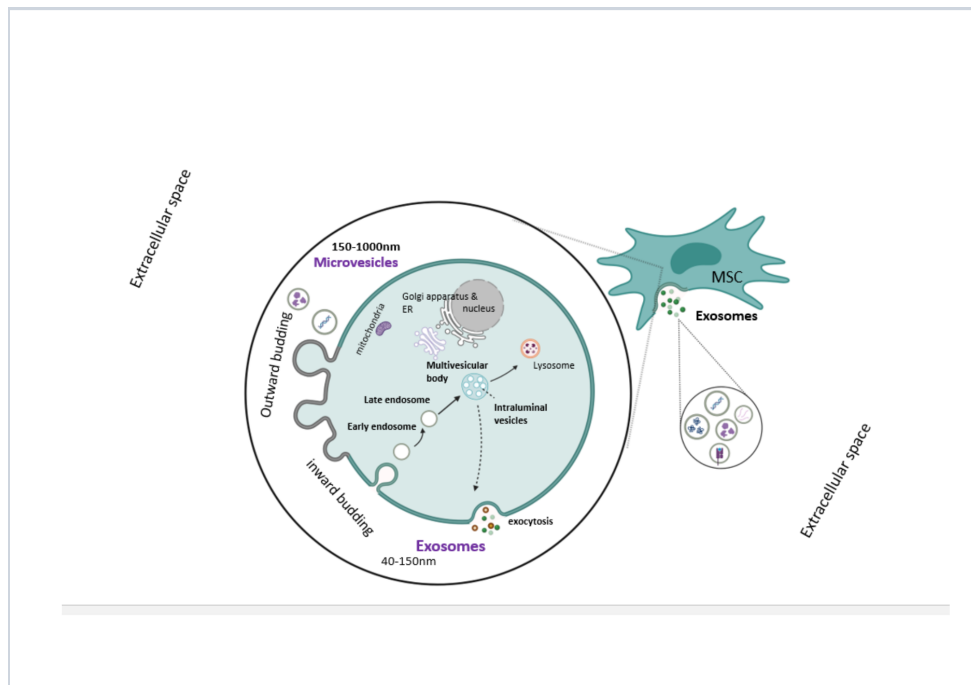 Extracellular space
150-1000nm
Microvesicles
Outward budding
mitochondria
Golgi apparatus &
ER
nucleus
Multivesicular
body
Lysosome
Late endosome
Intraluminal
vesicles
Early endosome
inward budding
exocytosis
Exosomes
40-150nm
MSC
Exosomes
Extracellular space